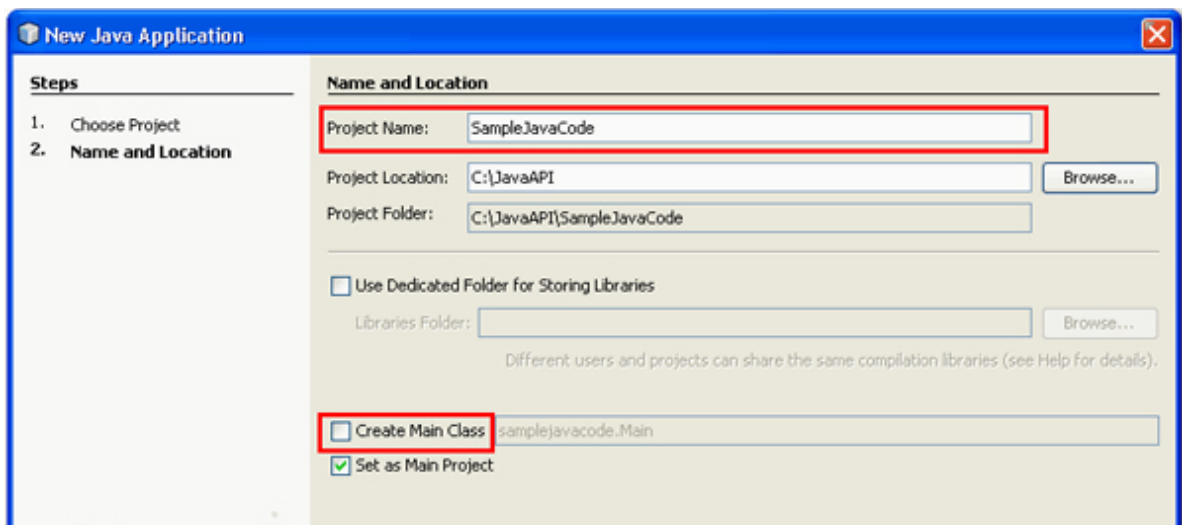 New Java Application
Steps
1. Choose Project
2. Name and Location
Name and Location
Project Name: SampleJavaCode
Project Location: C:\JavaAPI Browse...
Project Folder: C:\JavaAPI\SampleJavaCode
Use Dedicated Folder for Storing Libraries
Libraries Folder: Browse...
Different users and projects can share the same compilation libraries (see Help for details).
Create Main Class samplejavacode.Main
Set as Main Project